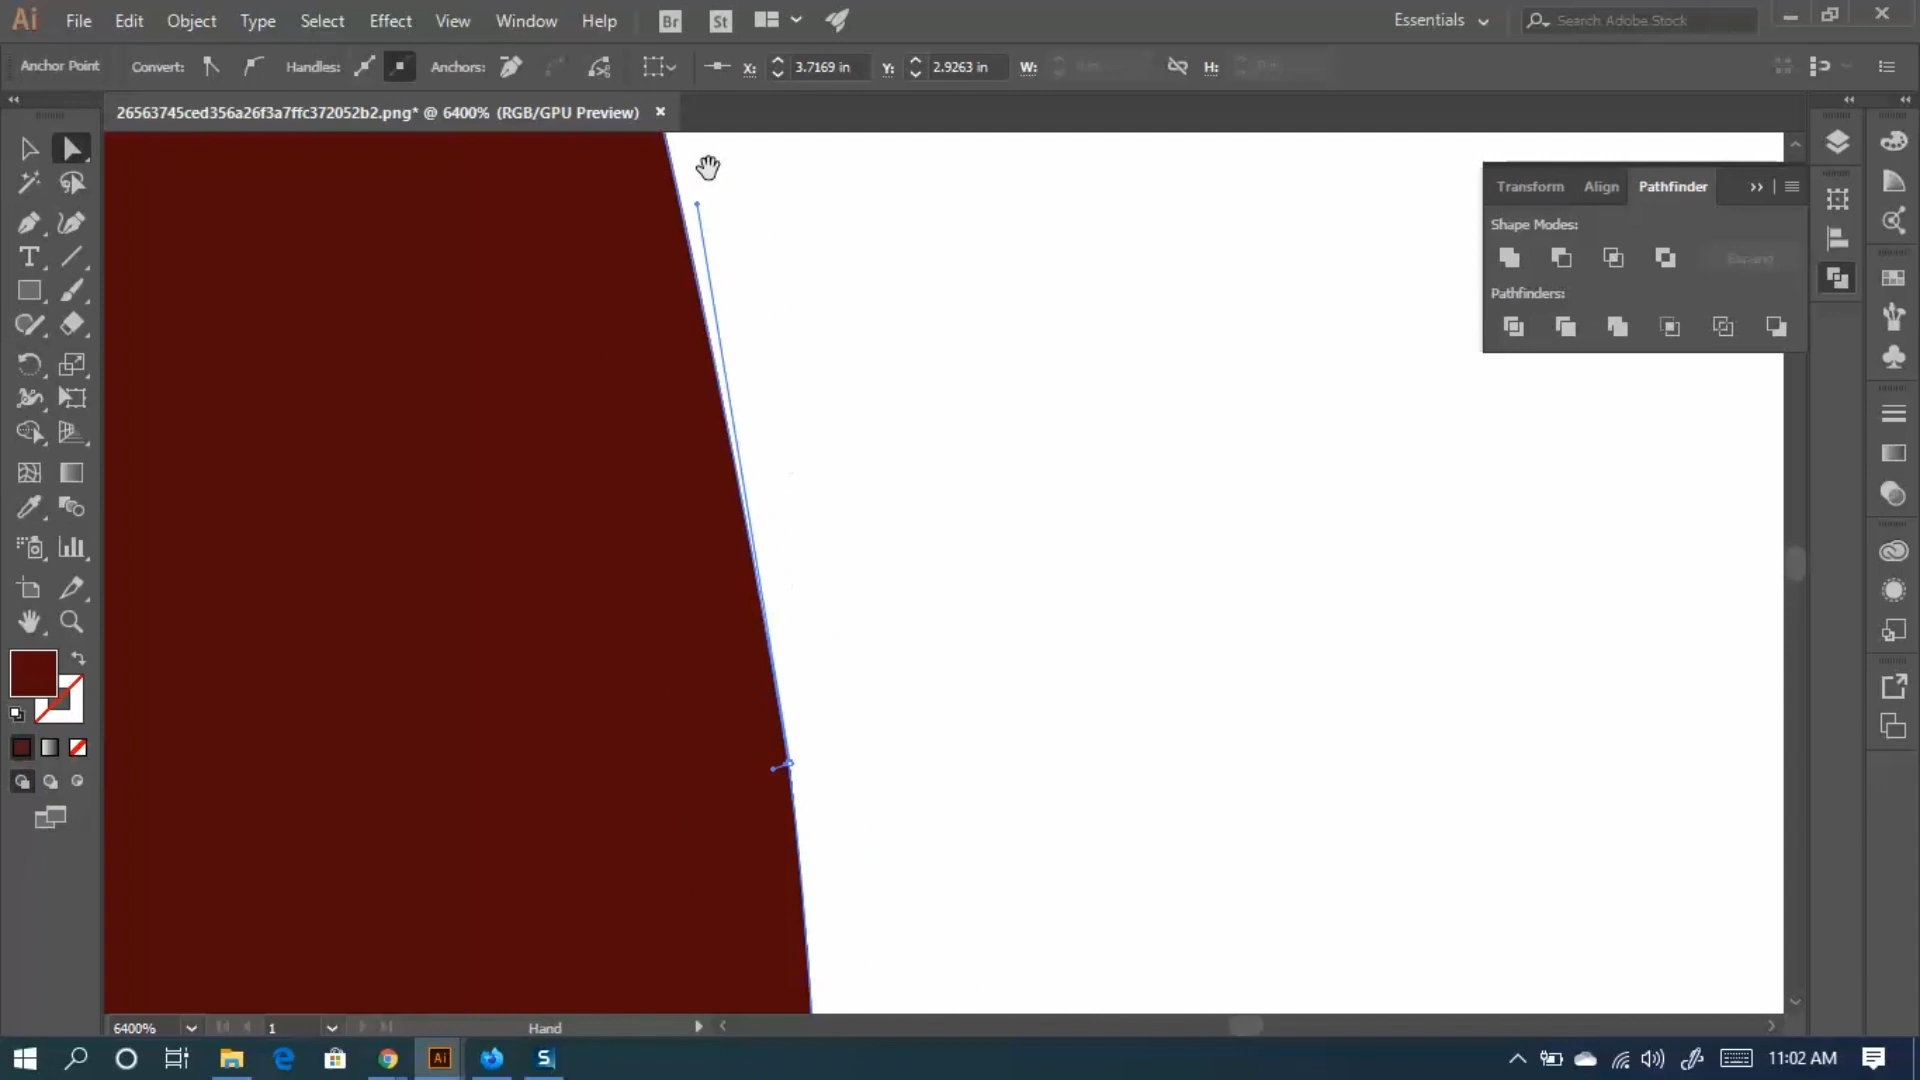 Ai File Edit Object Type Select Effect View Window Help Br St Essentials Search Adobe Stock
Anchor Point Convert: Handles: Anchors: X: 3.7169 in Y: 2.9263 in W: H:
26563745ced356a26f3a7ffc372052b2.png* @ 6400% (RGB/GPU Preview)
Transform Align Pathfinder
Shape Modes:
Expand
Pathfinders:
6400% 1 Hand
Ai S 11:02 AM